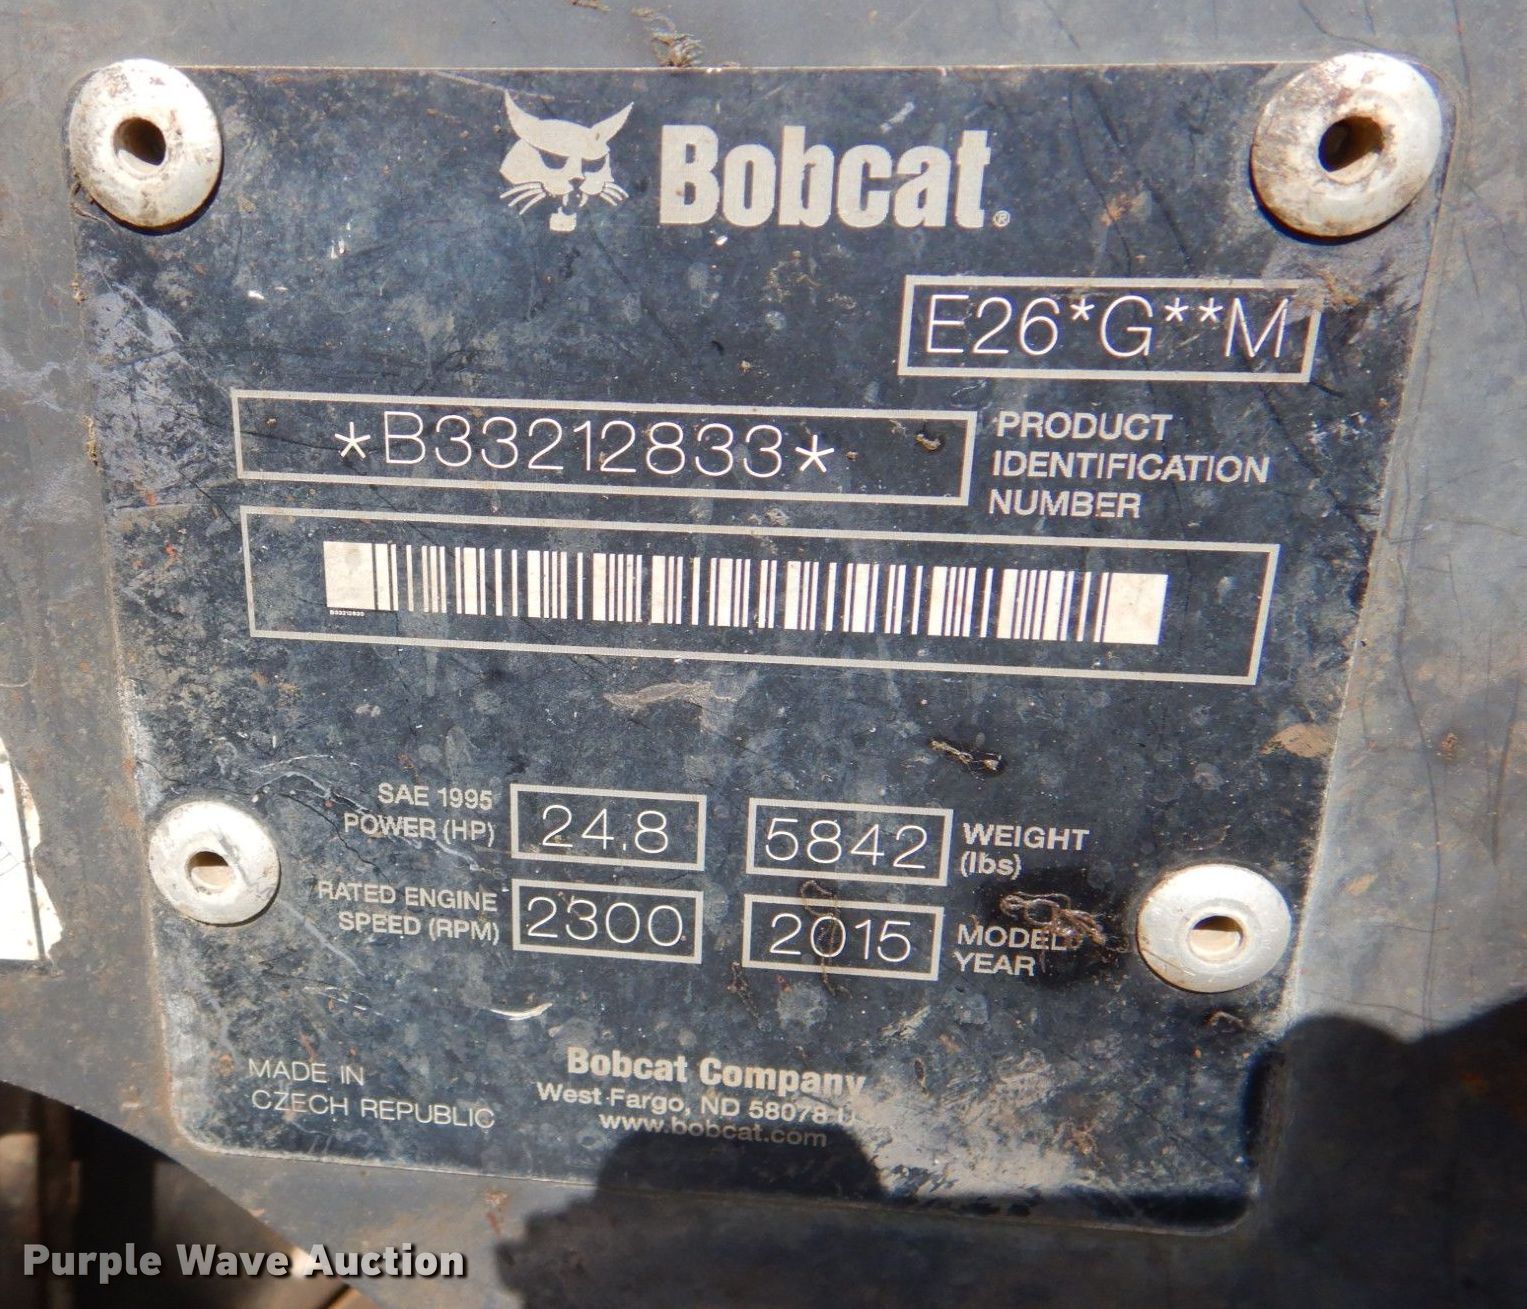 Bobcat®
E26*G**M
*B33212833*
PRODUCT
IDENTIFICATION
NUMBER
B33212833
SAE 1995
POWER (HP)
24.8
5842
WEIGHT
(lbs)
RATED ENGINE
SPEED (RPM)
2300
2015
MODEL
YEAR
MADE IN
CZECH REPUBLIC
Bobcat Company
West Fargo, ND 58078
www.bobcat.com
Purple Wave Auction